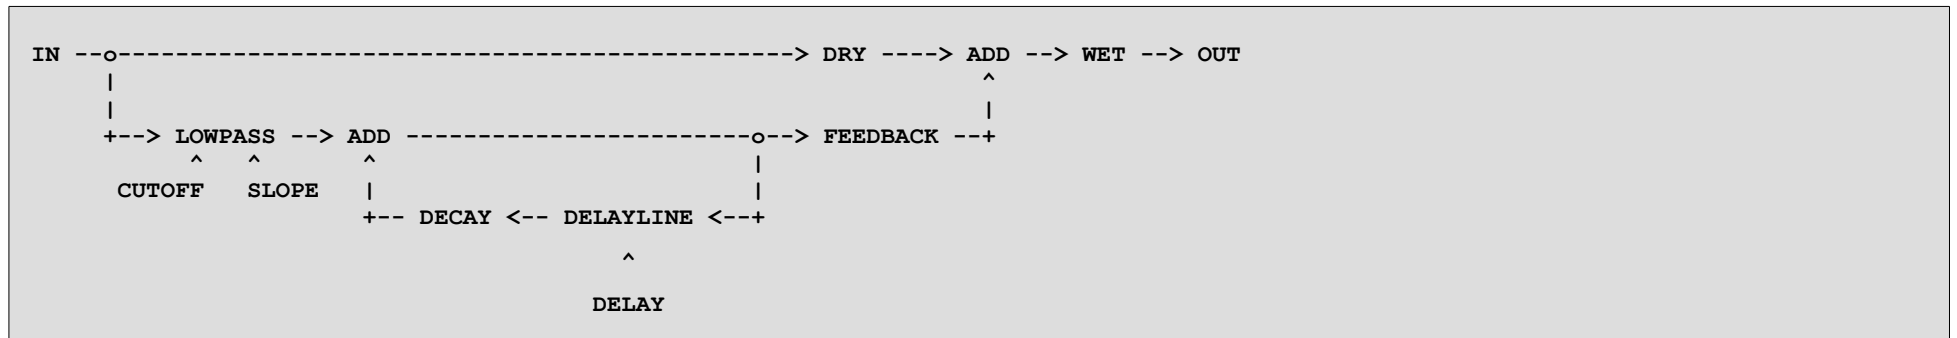 IN --o-----------------------------------------------> DRY ----> ADD --> WET --> OUT
     |                                                            ^
     |                                                            |
     +--> LOWPASS --> ADD ------------------------o--> FEEDBACK --+
           ^   ^       ^                          |
      CUTOFF   SLOPE   |                          |
                       +-- DECAY <-- DELAYLINE <--+
                                         ^
                                       DELAY